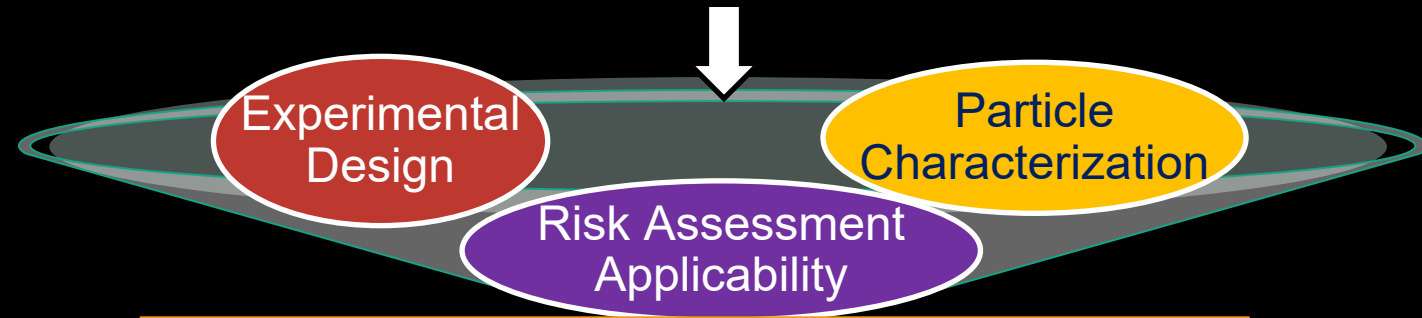 Experimental
Design
Particle
Characterization
Risk Assessment
Applicability